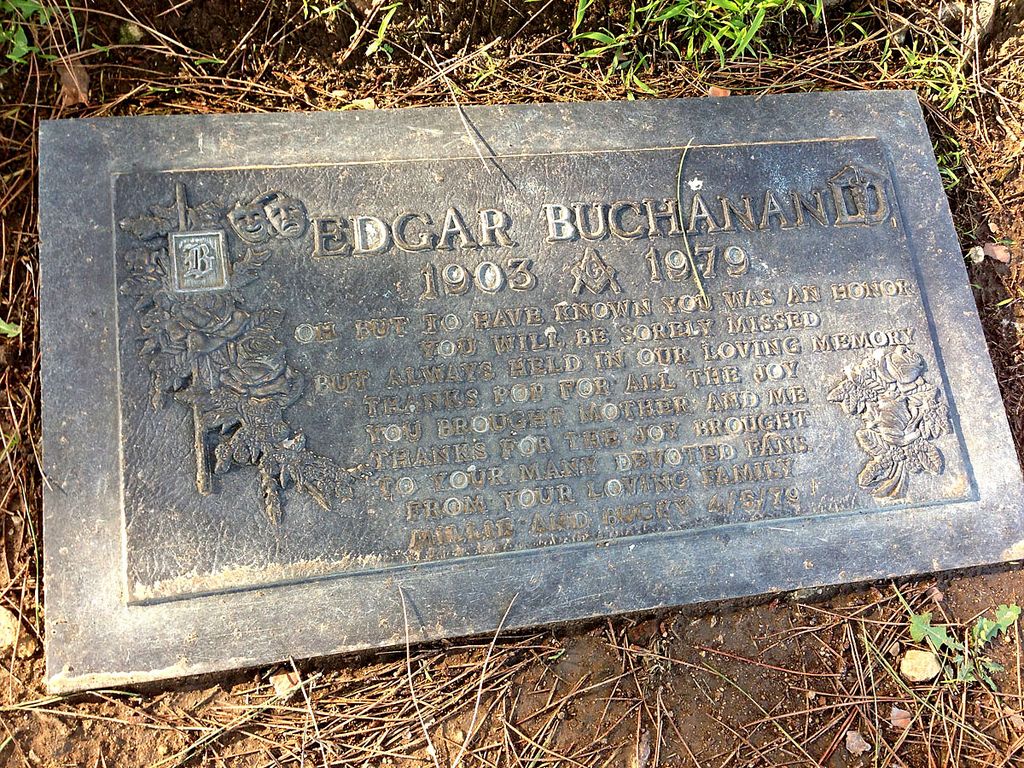 B
EDGAR BUCHANAN
1903 1979
OH BUT TO HAVE KNOWN YOU WAS AN HONOR
YOU WILL BE SORELY MISSED
BUT ALWAYS HELD IN OUR LOVING MEMORY
THANKS POP FOR ALL THE JOY
YOU BROUGHT MOTHER AND ME
THANKS FOR THE JOY BROUGHT
TO YOUR MANY DEVOTED FANS.
FROM YOUR LOVING FAMILY
MILLIE AND BUCKY 4/5/79